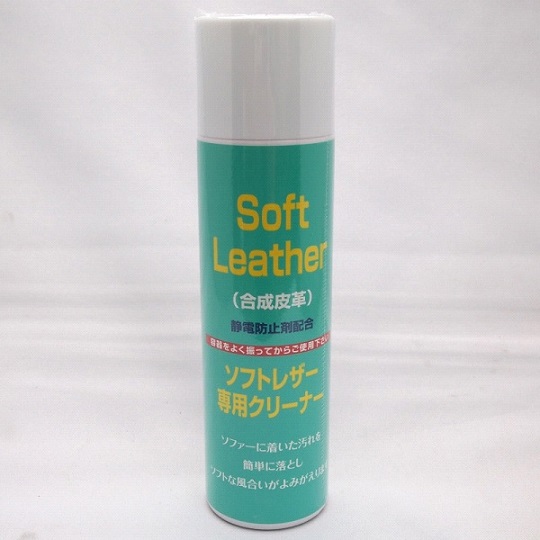 Soft
Leather
(合成皮革)
静電防止剤配合
容器をよく振ってからご使用下さい
ソフトレザー
専用クリーナー
ソファーに着いた汚れを
簡単に落とし
ソフトな風合いがよみがえります